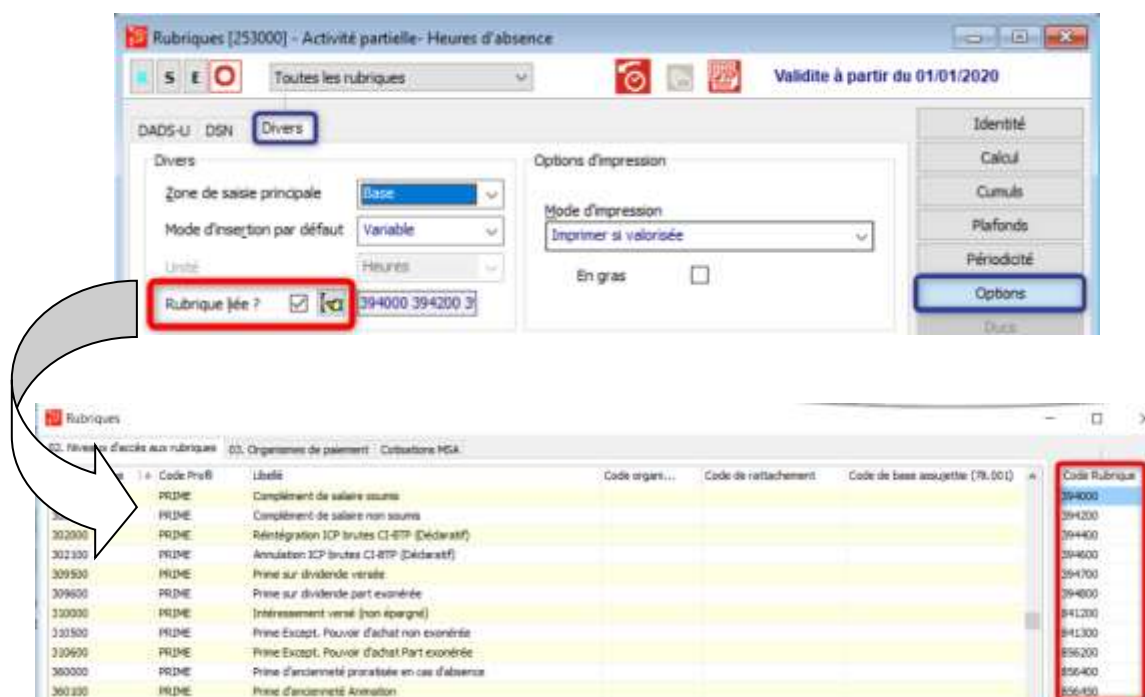 Rubriques [253000] - Activité partielle- Heures d'absence
S E O Toutes les rubriques Validite à partir du 01/01/2020
DADS-U DSN Divers
Identité
Divers
Options d'impression
Calcul
Zone de saisie principale Base
Cumuls
Mode d'impression
Mode d'insertion par défaut Variable
Imprimer si valorisée
Plafonds
Unité Heures
En gras
Périodicité
Rubrique liée ? 394000 394200 39
Options
Ducs
Rubriques
02. Niveaux d'accès aux rubriques 03. Organismes de paiement Cotisations MSA
Code Profil Libellé Code organi... Code de rattachement Code de base assujettie (78.001) Code Rubrique
PRIME Complément de salaire soumis 394000
PRIME Complément de salaire non soumis 394200
302000 PRIME Réintégration ICP brutes CI-BTP (Déclaratif) 394400
302100 PRIME Annulation ICP brutes CI-BTP (Déclaratif) 394600
309500 PRIME Prime sur dividende versée 394700
309600 PRIME Prime sur dividende part exonérée 394800
310000 PRIME Intéressement versé (non épargné) 841200
310500 PRIME Prime Except. Pouvoir d'achat non exonérée 841300
310600 PRIME Prime Except. Pouvoir d'achat Part exonérée 856200
360000 PRIME Prime d'ancienneté proratisée en cas d'absence 856400
360100 PRIME Prime d'ancienneté Animation 856450